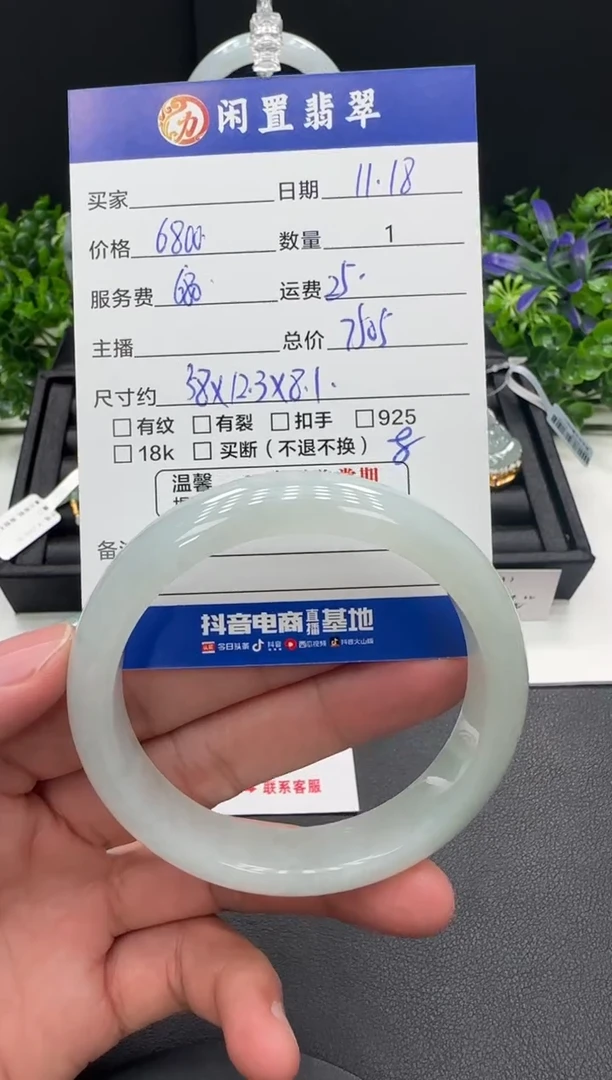 闲置翡翠
买家 日期 11.18
价格 6800 数量 1
服务费 680 运费 25.
主播 总价 7505
尺寸约 58X12.3X8.1.
□有纹 □有裂 □扣手 □925
□18k □买断（不退不换）
温馨
备注
抖音电商直播基地
今日头条 抖音 西瓜视频 抖音火山版
联系客服